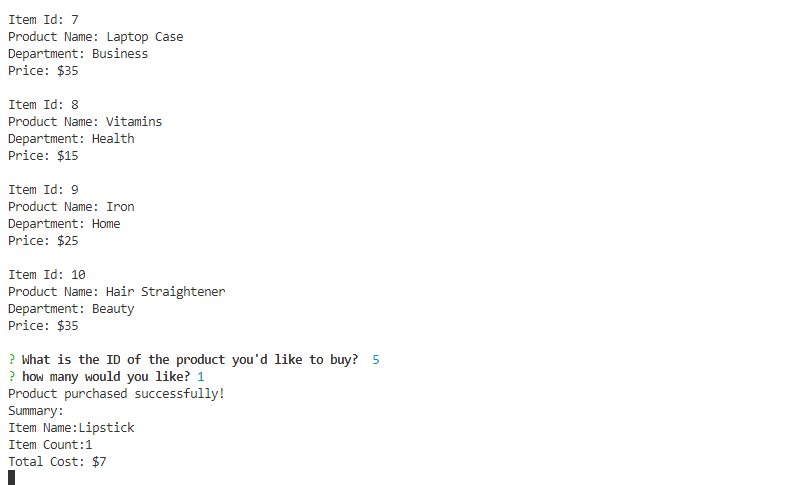 Item Id: 7
Product Name: Laptop Case
Department: Business
Price: $35
Item Id: 8
Product Name: Vitamins
Department: Health
Price: $15
Item Id: 9
Product Name: Iron
Department: Home
Price: $25
Item Id: 10
Product Name: Hair Straightener
Department: Beauty
Price: $35
? What is the ID of the product you'd like to buy?  5
? how many would you like? 1
Product purchased successfully!
Summary:
Item Name:Lipstick
Item Count:1
Total Cost: $7